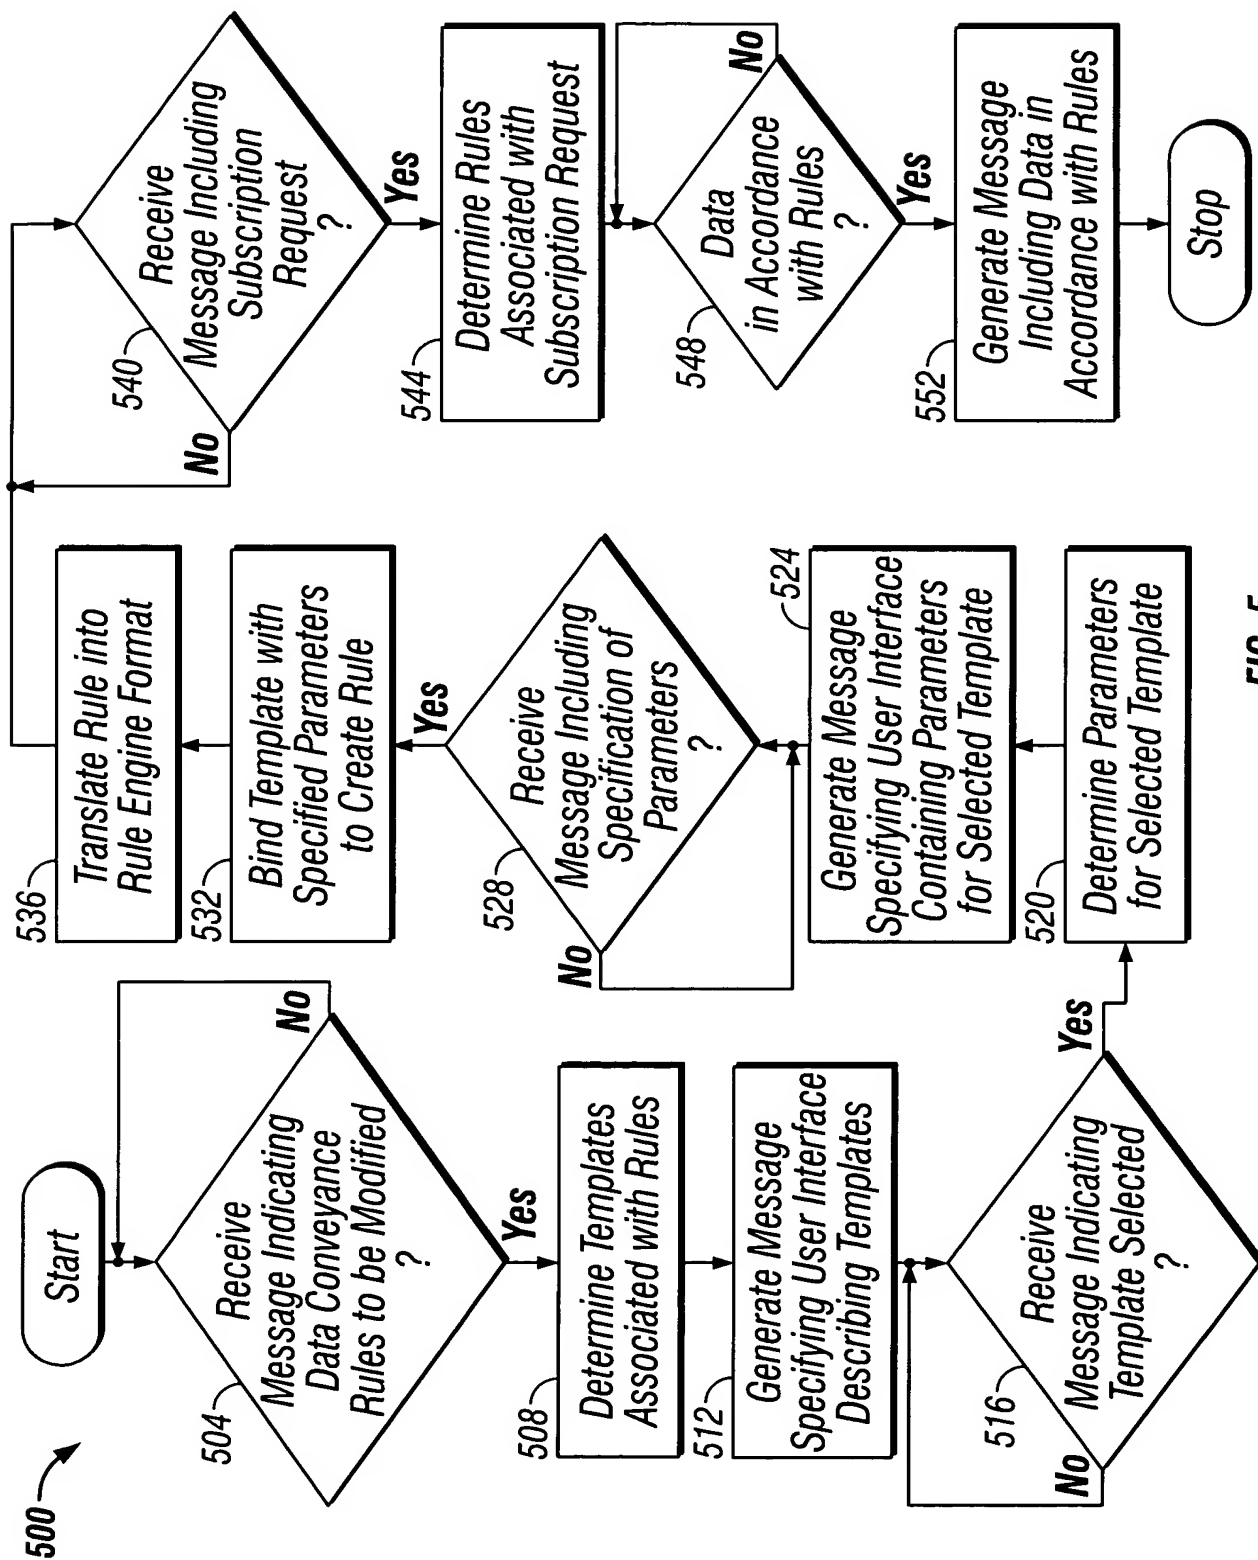 500
Start
504
Receive
Message Indicating
Data Conveyance
Rules to be Modified
?
No
Yes
508
Determine Templates
Associated with Rules
512
Generate Message
Specifying User Interface
Describing Templates
516
Receive
Message Indicating
Template Selected
?
No
Yes
520
Determine Parameters
for Selected Template
524
Generate Message
Specifying User Interface
Containing Parameters
for Selected Template
528
Receive
Message Including
Specification of
Parameters
?
No
Yes
532
Bind Template with
Specified Parameters
to Create Rule
536
Translate Rule into
Rule Engine Format
540
Receive
Message Including
Subscription
Request
?
No
Yes
544
Determine Rules
Associated with
Subscription Request
548
Data
in Accordance
with Rules
?
No
Yes
552
Generate Message
Including Data in
Accordance with Rules
Stop